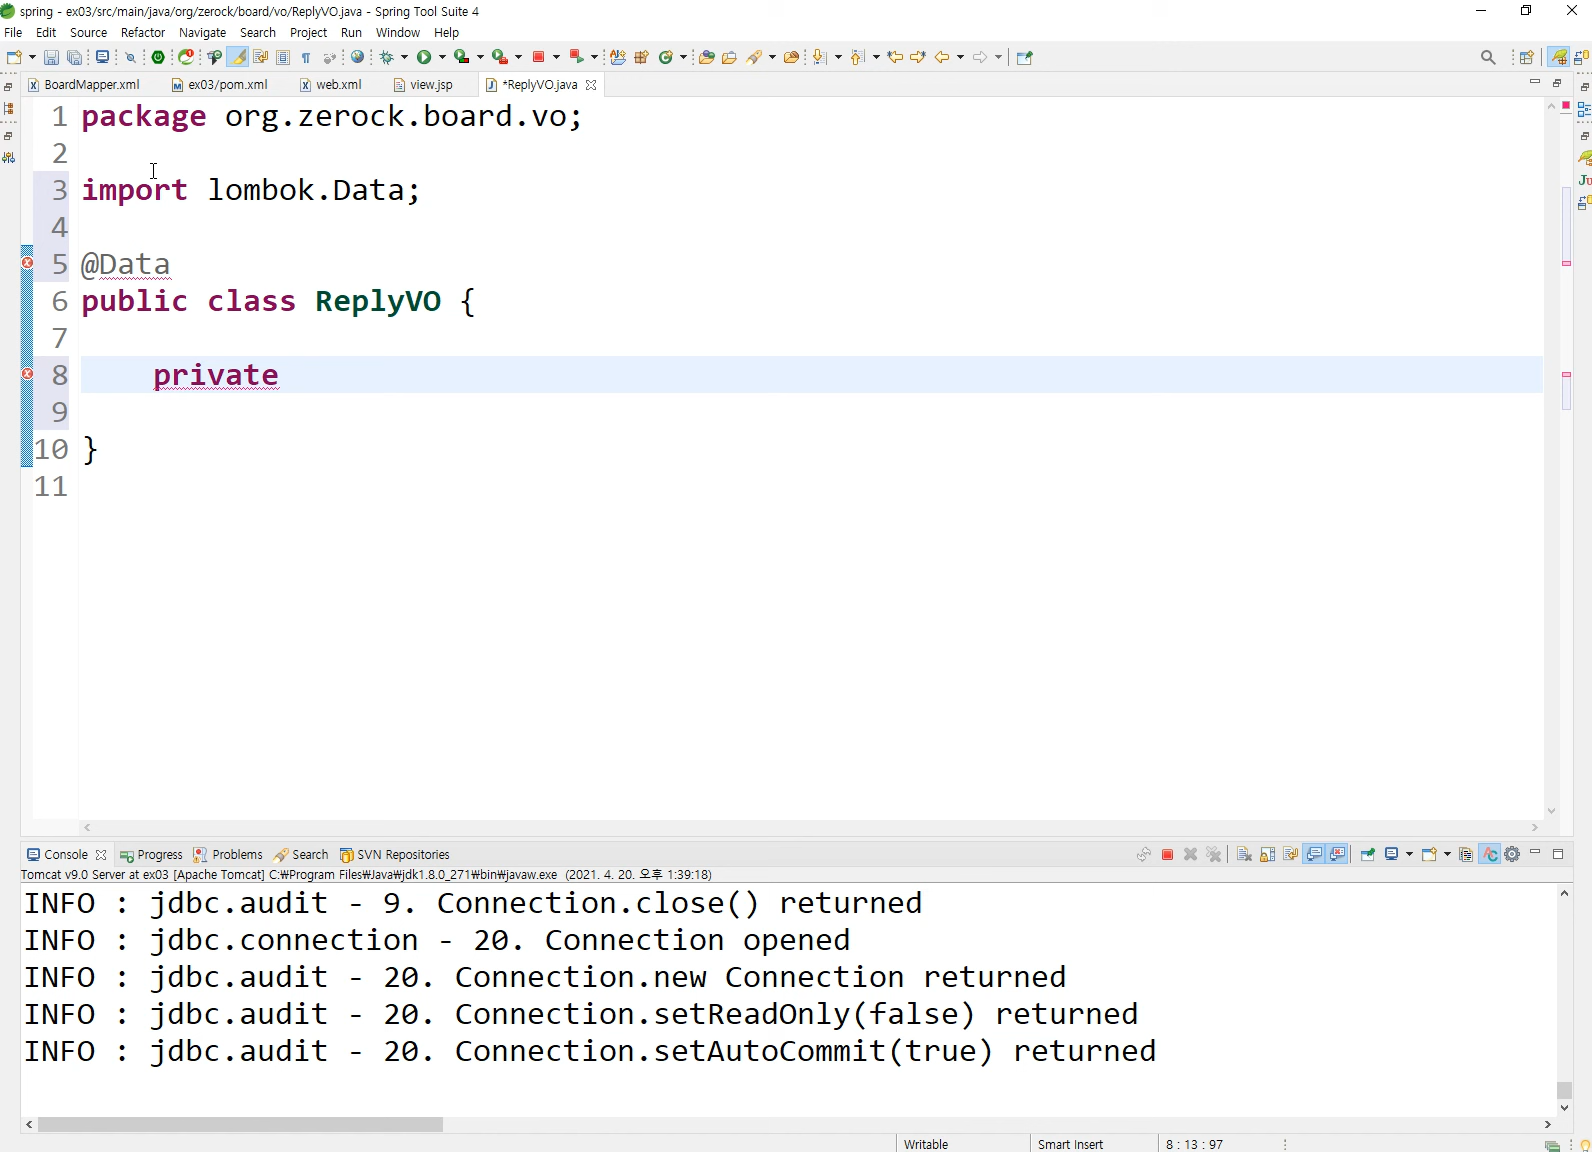 spring - ex03/src/main/java/org/zerock/board/vo/ReplyVO.java - Spring Tool Suite 4
File Edit Source Refactor Navigate Search Project Run Window Help
BoardMapper.xml ex03/pom.xml web.xml view.jsp *ReplyVO.java
1 package org.zerock.board.vo;
2
3 import lombok.Data;
4
5 @Data
6 public class ReplyVO {
7
8 private
9
10 }
11
Console Progress Problems Search SVN Repositories
Tomcat v9.0 Server at ex03 [Apache Tomcat] C:₩Program Files₩Java₩jdk1.8.0_271₩bin₩javaw.exe (2021. 4. 20. 오후 1:39:18)
INFO : jdbc.audit - 9. Connection.close() returned
INFO : jdbc.connection - 20. Connection opened
INFO : jdbc.audit - 20. Connection.new Connection returned
INFO : jdbc.audit - 20. Connection.setReadOnly(false) returned
INFO : jdbc.audit - 20. Connection.setAutoCommit(true) returned
Writable Smart Insert 8 : 13 : 97